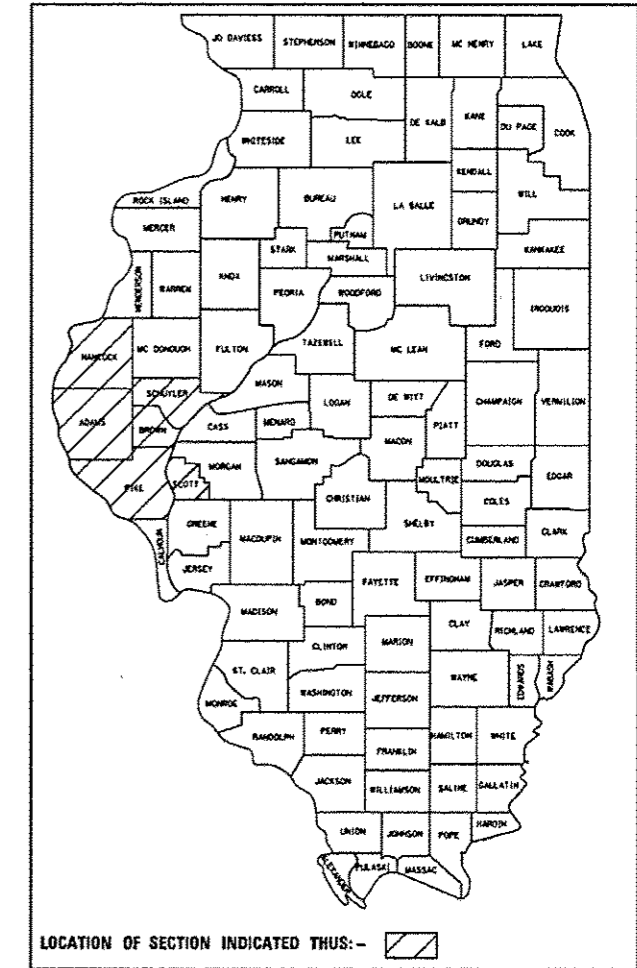 JO DAVIESS
STEPHENSON
WINNEBAGO
BOONE
MC HENRY
LAKE
CARROLL
OGLE
DE KALB
KANE
DU PAGE
COOK
WHITESIDE
LEE
KENDALL
WILL
ROCK ISLAND
HENRY
BUREAU
LA SALLE
GRUNDY
MERCER
PUTNAM
KANKAKEE
STARK
MARSHALL
HENDERSON
WARREN
KNOX
PEORIA
WOODFORD
LIVINGSTON
IROQUOIS
HANCOCK
MC DONOUGH
FULTON
TAZEWELL
MC LEAN
FORD
MASON
SCHUYLER
LOGAN
DE WITT
CHAMPAIGN
VERMILION
ADAMS
BROWN
CASS
MENARD
PIATT
MACON
MORGAN
SANGAMON
DOUGLAS
EDGAR
PIKE
SCOTT
MOULTRIE
CHRISTIAN
COLES
SHELBY
CALHOUN
GREENE
MACOUPIN
MONTGOMERY
CUMBERLAND
CLARK
JERSEY
FAYETTE
EFFINGHAM
JASPER
CRAWFORD
MADISON
BOND
CLAY
RICHLAND
LAWRENCE
CLINTON
MARION
WAYNE
EDWARDS
WABASH
ST. CLAIR
WASHINGTON
JEFFERSON
MONROE
RANDOLPH
PERRY
HAMILTON
WHITE
FRANKLIN
JACKSON
WILLIAMSON
SALINE
GALLATIN
UNION
JOHNSON
POPE
HARDIN
ALEXANDER
PULASKI
MASSAC
LOCATION OF SECTION INDICATED THUS:-